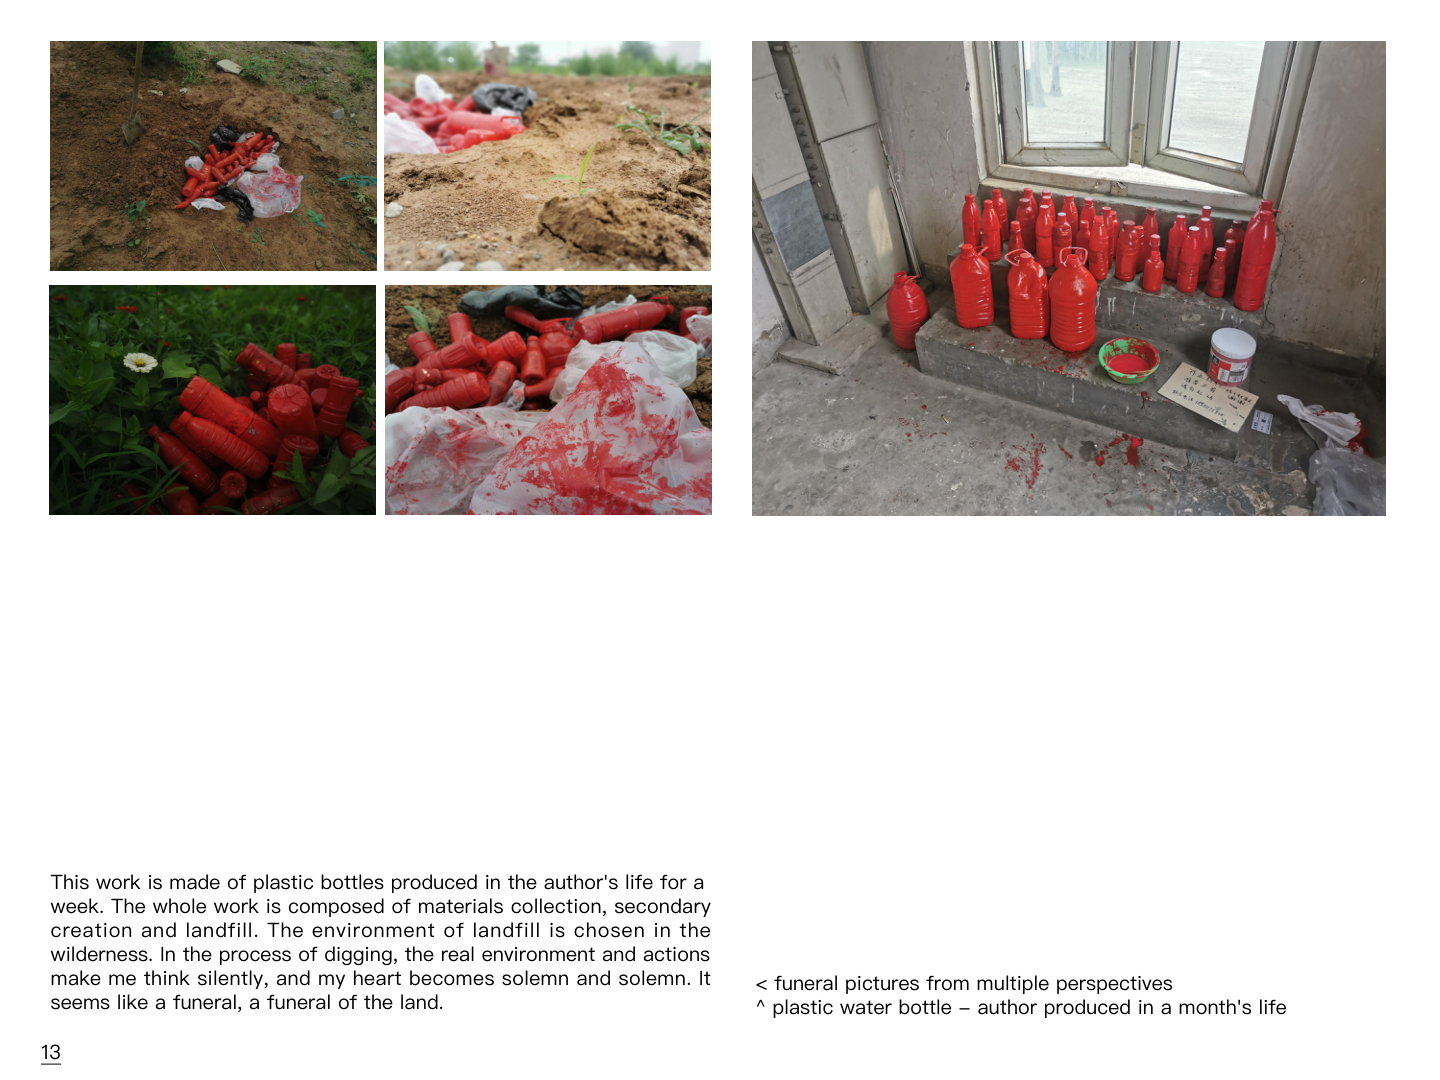 This work is made of plastic bottles produced in the author's life for a
week. The whole work is composed of materials collection, secondary
creation and landfill. The environment of landfill is chosen in the
wilderness. In the process of digging, the real environment and actions
make me think silently, and my heart becomes solemn and solemn. It
seems like a funeral, a funeral of the land.
< funeral pictures from multiple perspectives
^ plastic water bottle – author produced in a month's life
13